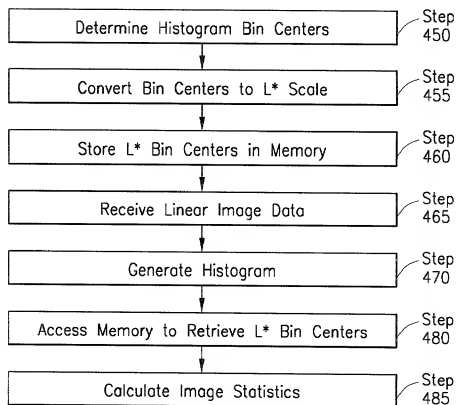 Determine Histogram Bin Centers
Step
450
Convert Bin Centers to L* Scale
Step
455
Store L* Bin Centers in Memory
Step
460
Receive Linear Image Data
Step
465
Generate Histogram
Step
470
Access Memory to Retrieve L* Bin Centers
Step
480
Calculate Image Statistics
Step
485